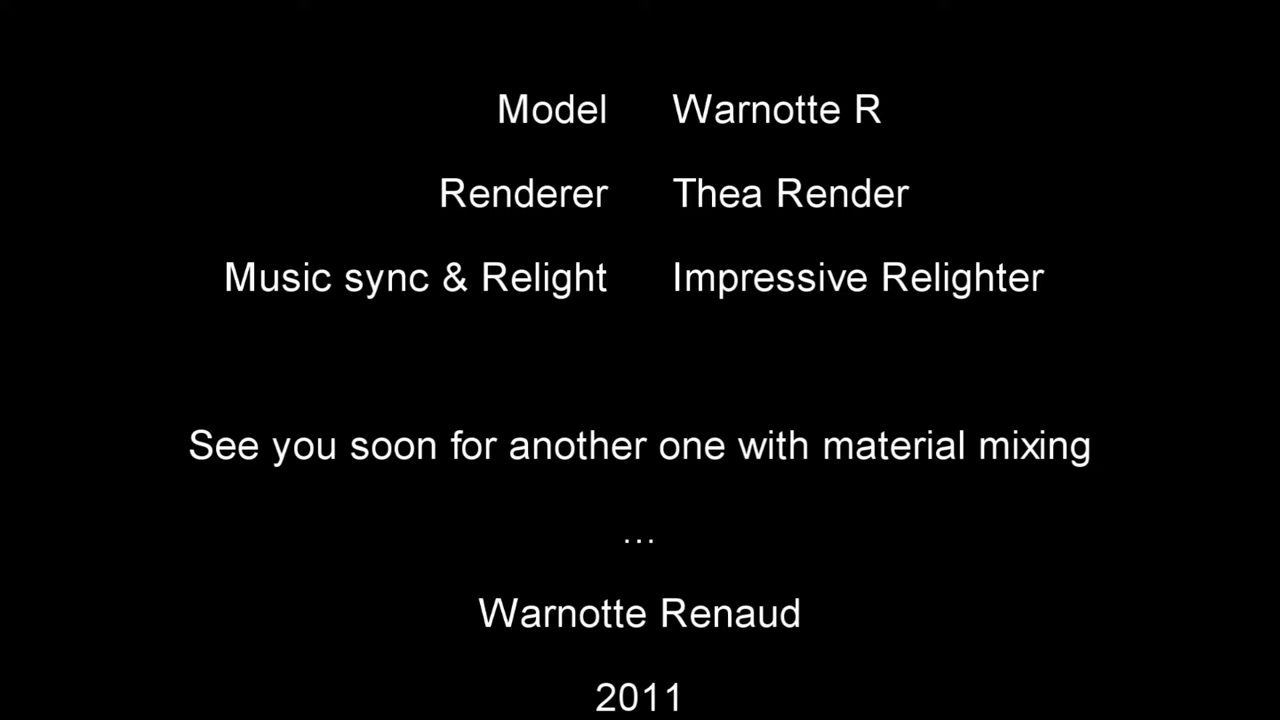 Model Warnotte R
Renderer Thea Render
Music sync & Relight Impressive Relighter
See you soon for another one with material mixing
...
Warnotte Renaud
2011